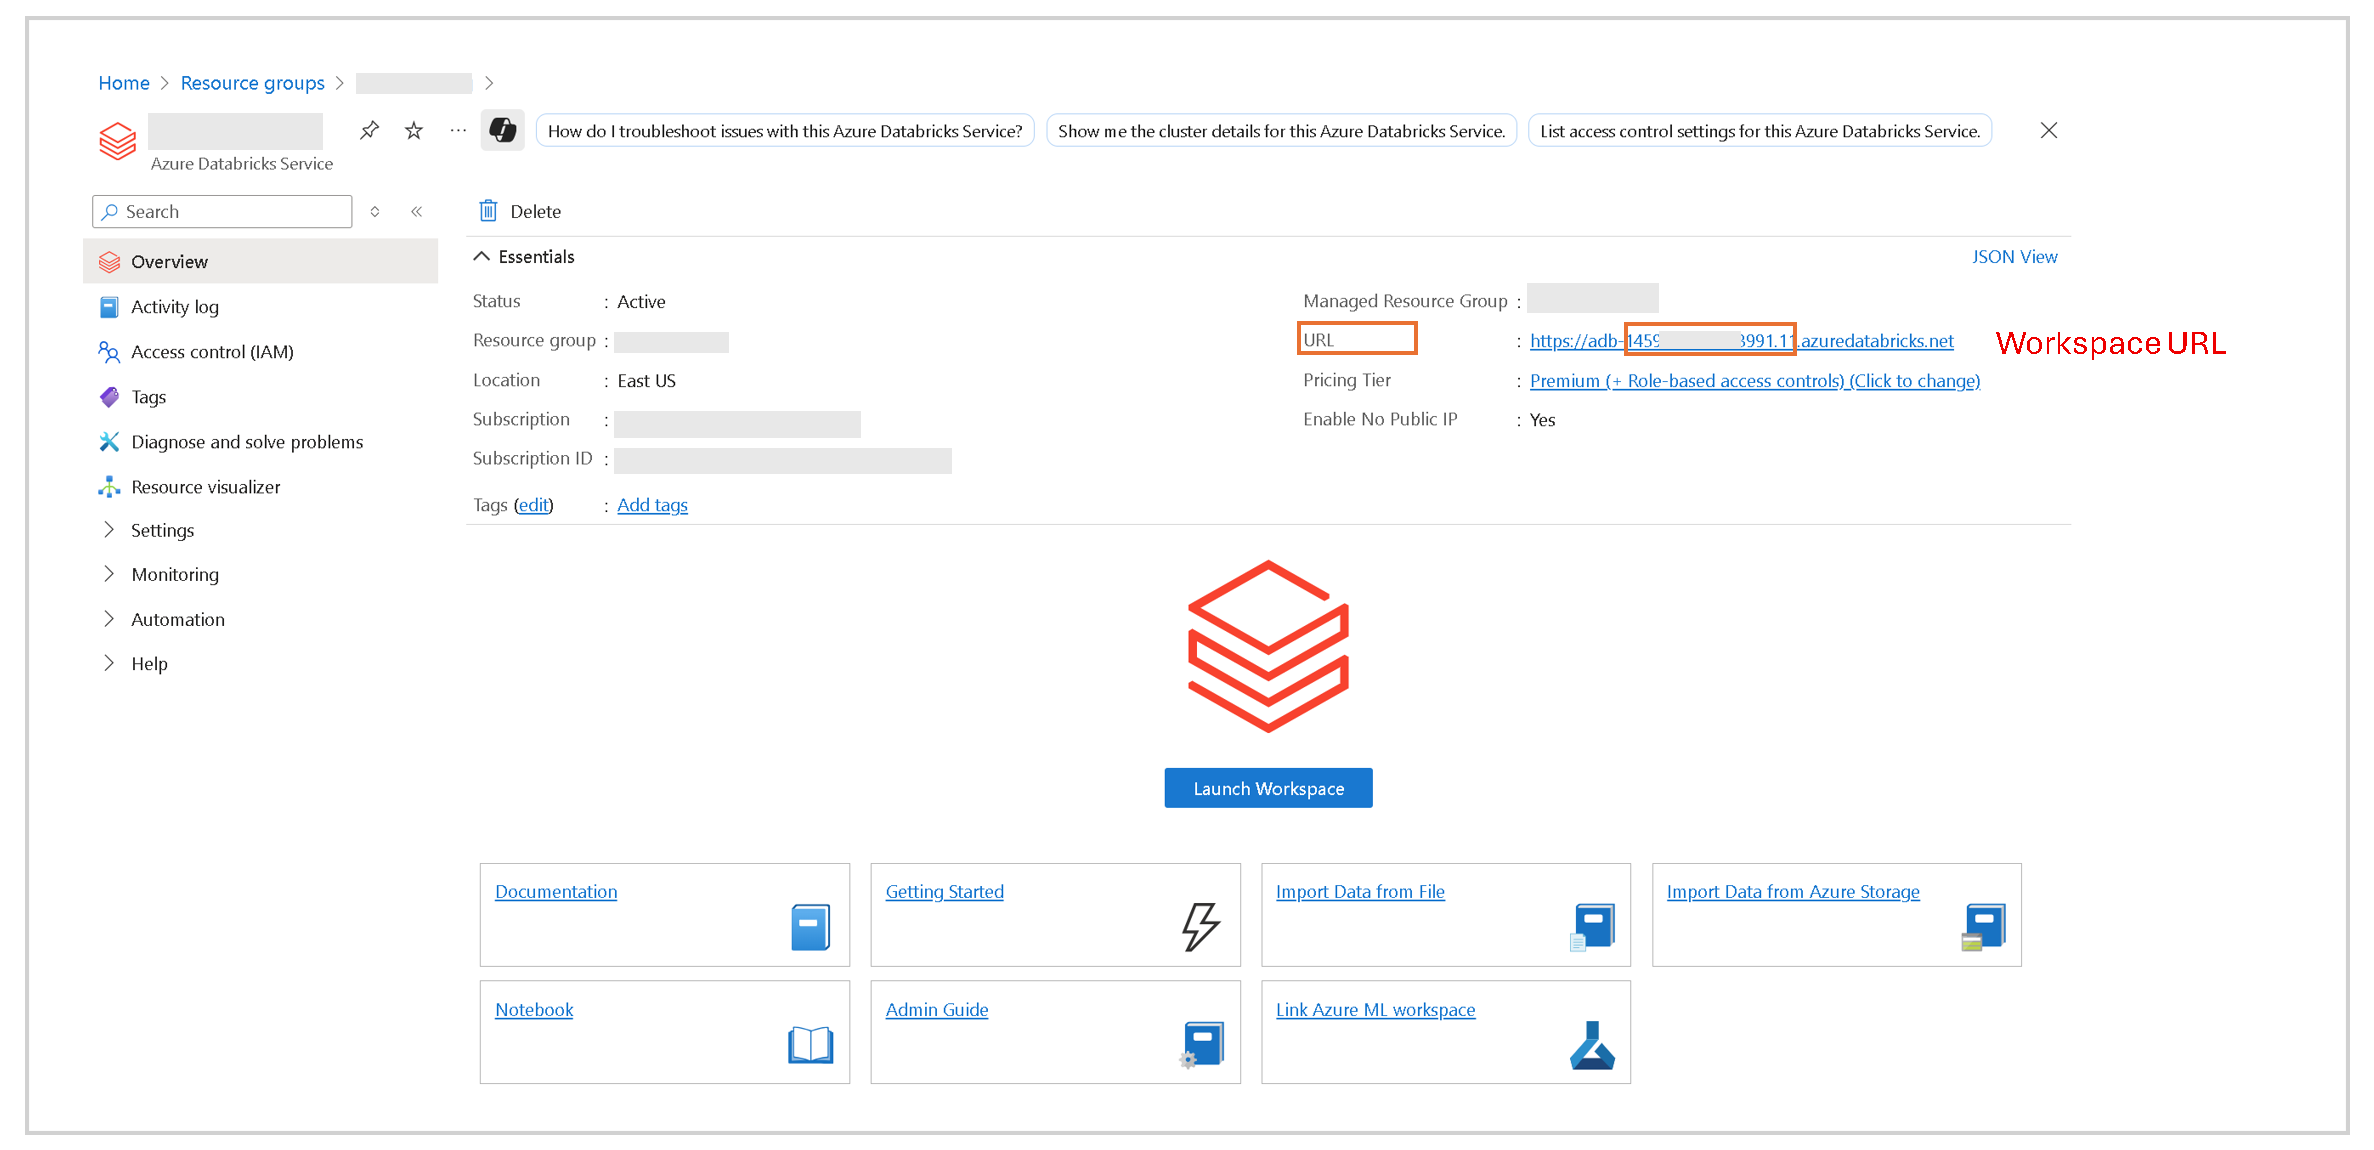 Home > Resource groups > >
Azure Databricks Service
How do I troubleshoot issues with this Azure Databricks Service?
Show me the cluster details for this Azure Databricks Service.
List access control settings for this Azure Databricks Service.
Search
Overview
Activity log
Access control (IAM)
Tags
Diagnose and solve problems
Resource visualizer
Settings
Monitoring
Automation
Help
Delete
Essentials
JSON View
Status : Active
Resource group :
Location : East US
Subscription :
Subscription ID :
Tags (edit) : Add tags
Managed Resource Group :
URL : https://adb-1459 3991.11.azuredatabricks.net
Workspace URL
Pricing Tier : Premium (+ Role-based access controls) (Click to change)
Enable No Public IP : Yes
Launch Workspace
Documentation
Getting Started
Import Data from File
Import Data from Azure Storage
Notebook
Admin Guide
Link Azure ML workspace